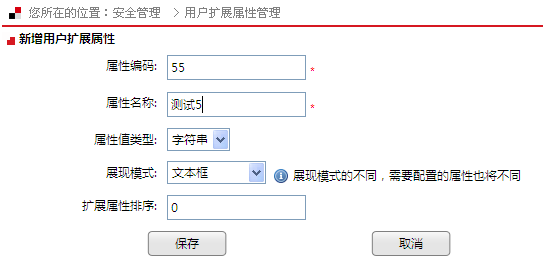 您所在的位置：安全管理 > 用户扩展属性管理
新增用户扩展属性
属性编码: 55 *
属性名称: 测试5 *
属性值类型: 字符串
展现模式: 文本框 展现模式的不同，需要配置的属性也将不同
扩展属性排序: 0
保存 取消